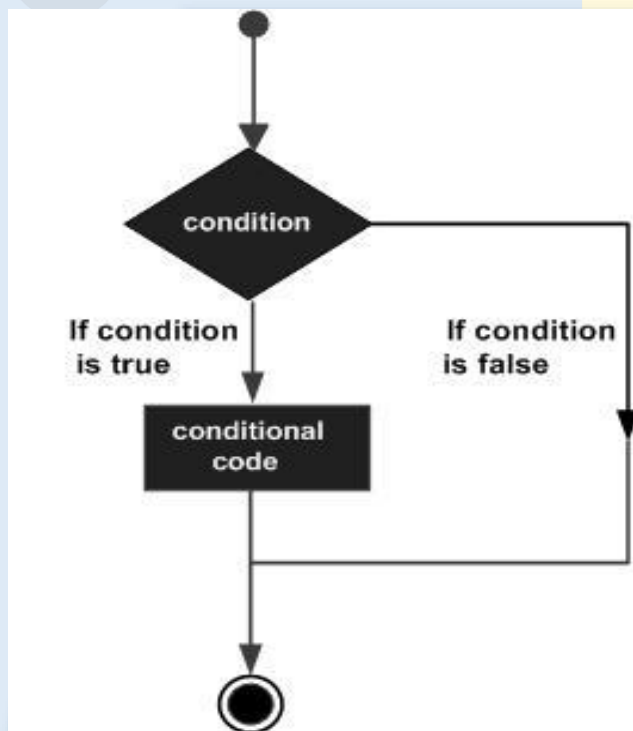 condition
If condition
is true
If condition
is false
conditional
code